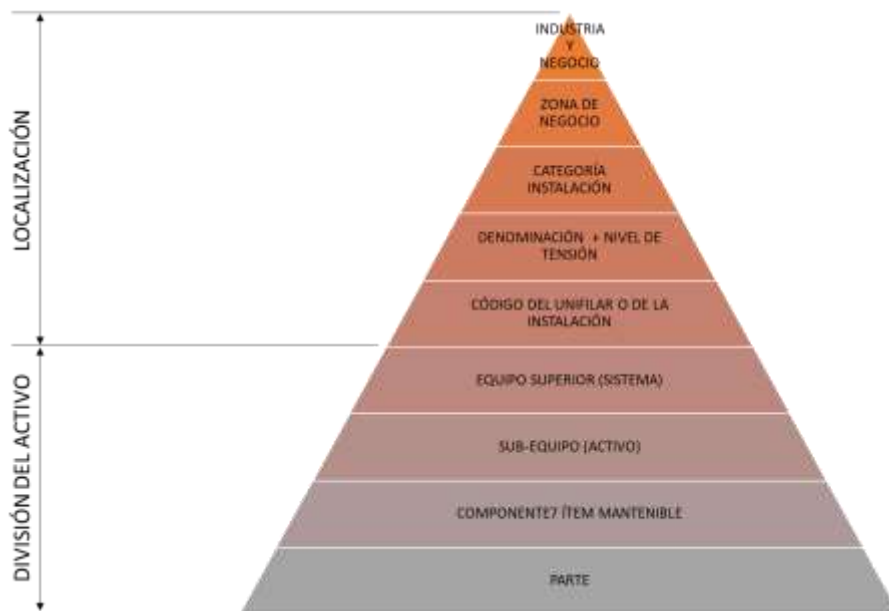 LOCALIZACIÓN
DIVISIÓN DEL ACTIVO
INDUSTRIA
Y
NEGOCIO
ZONA DE
NEGOCIO
CATEGORÍA
INSTALACIÓN
DENOMINACIÓN + NIVEL DE
TENSIÓN
CÓDIGO DEL UNIFILAR O DE LA
INSTALACIÓN
EQUIPO SUPERIOR (SISTEMA)
SUB-EQUIPO (ACTIVO)
COMPONENTE7 ÍTEM MANTENIBLE
PARTE